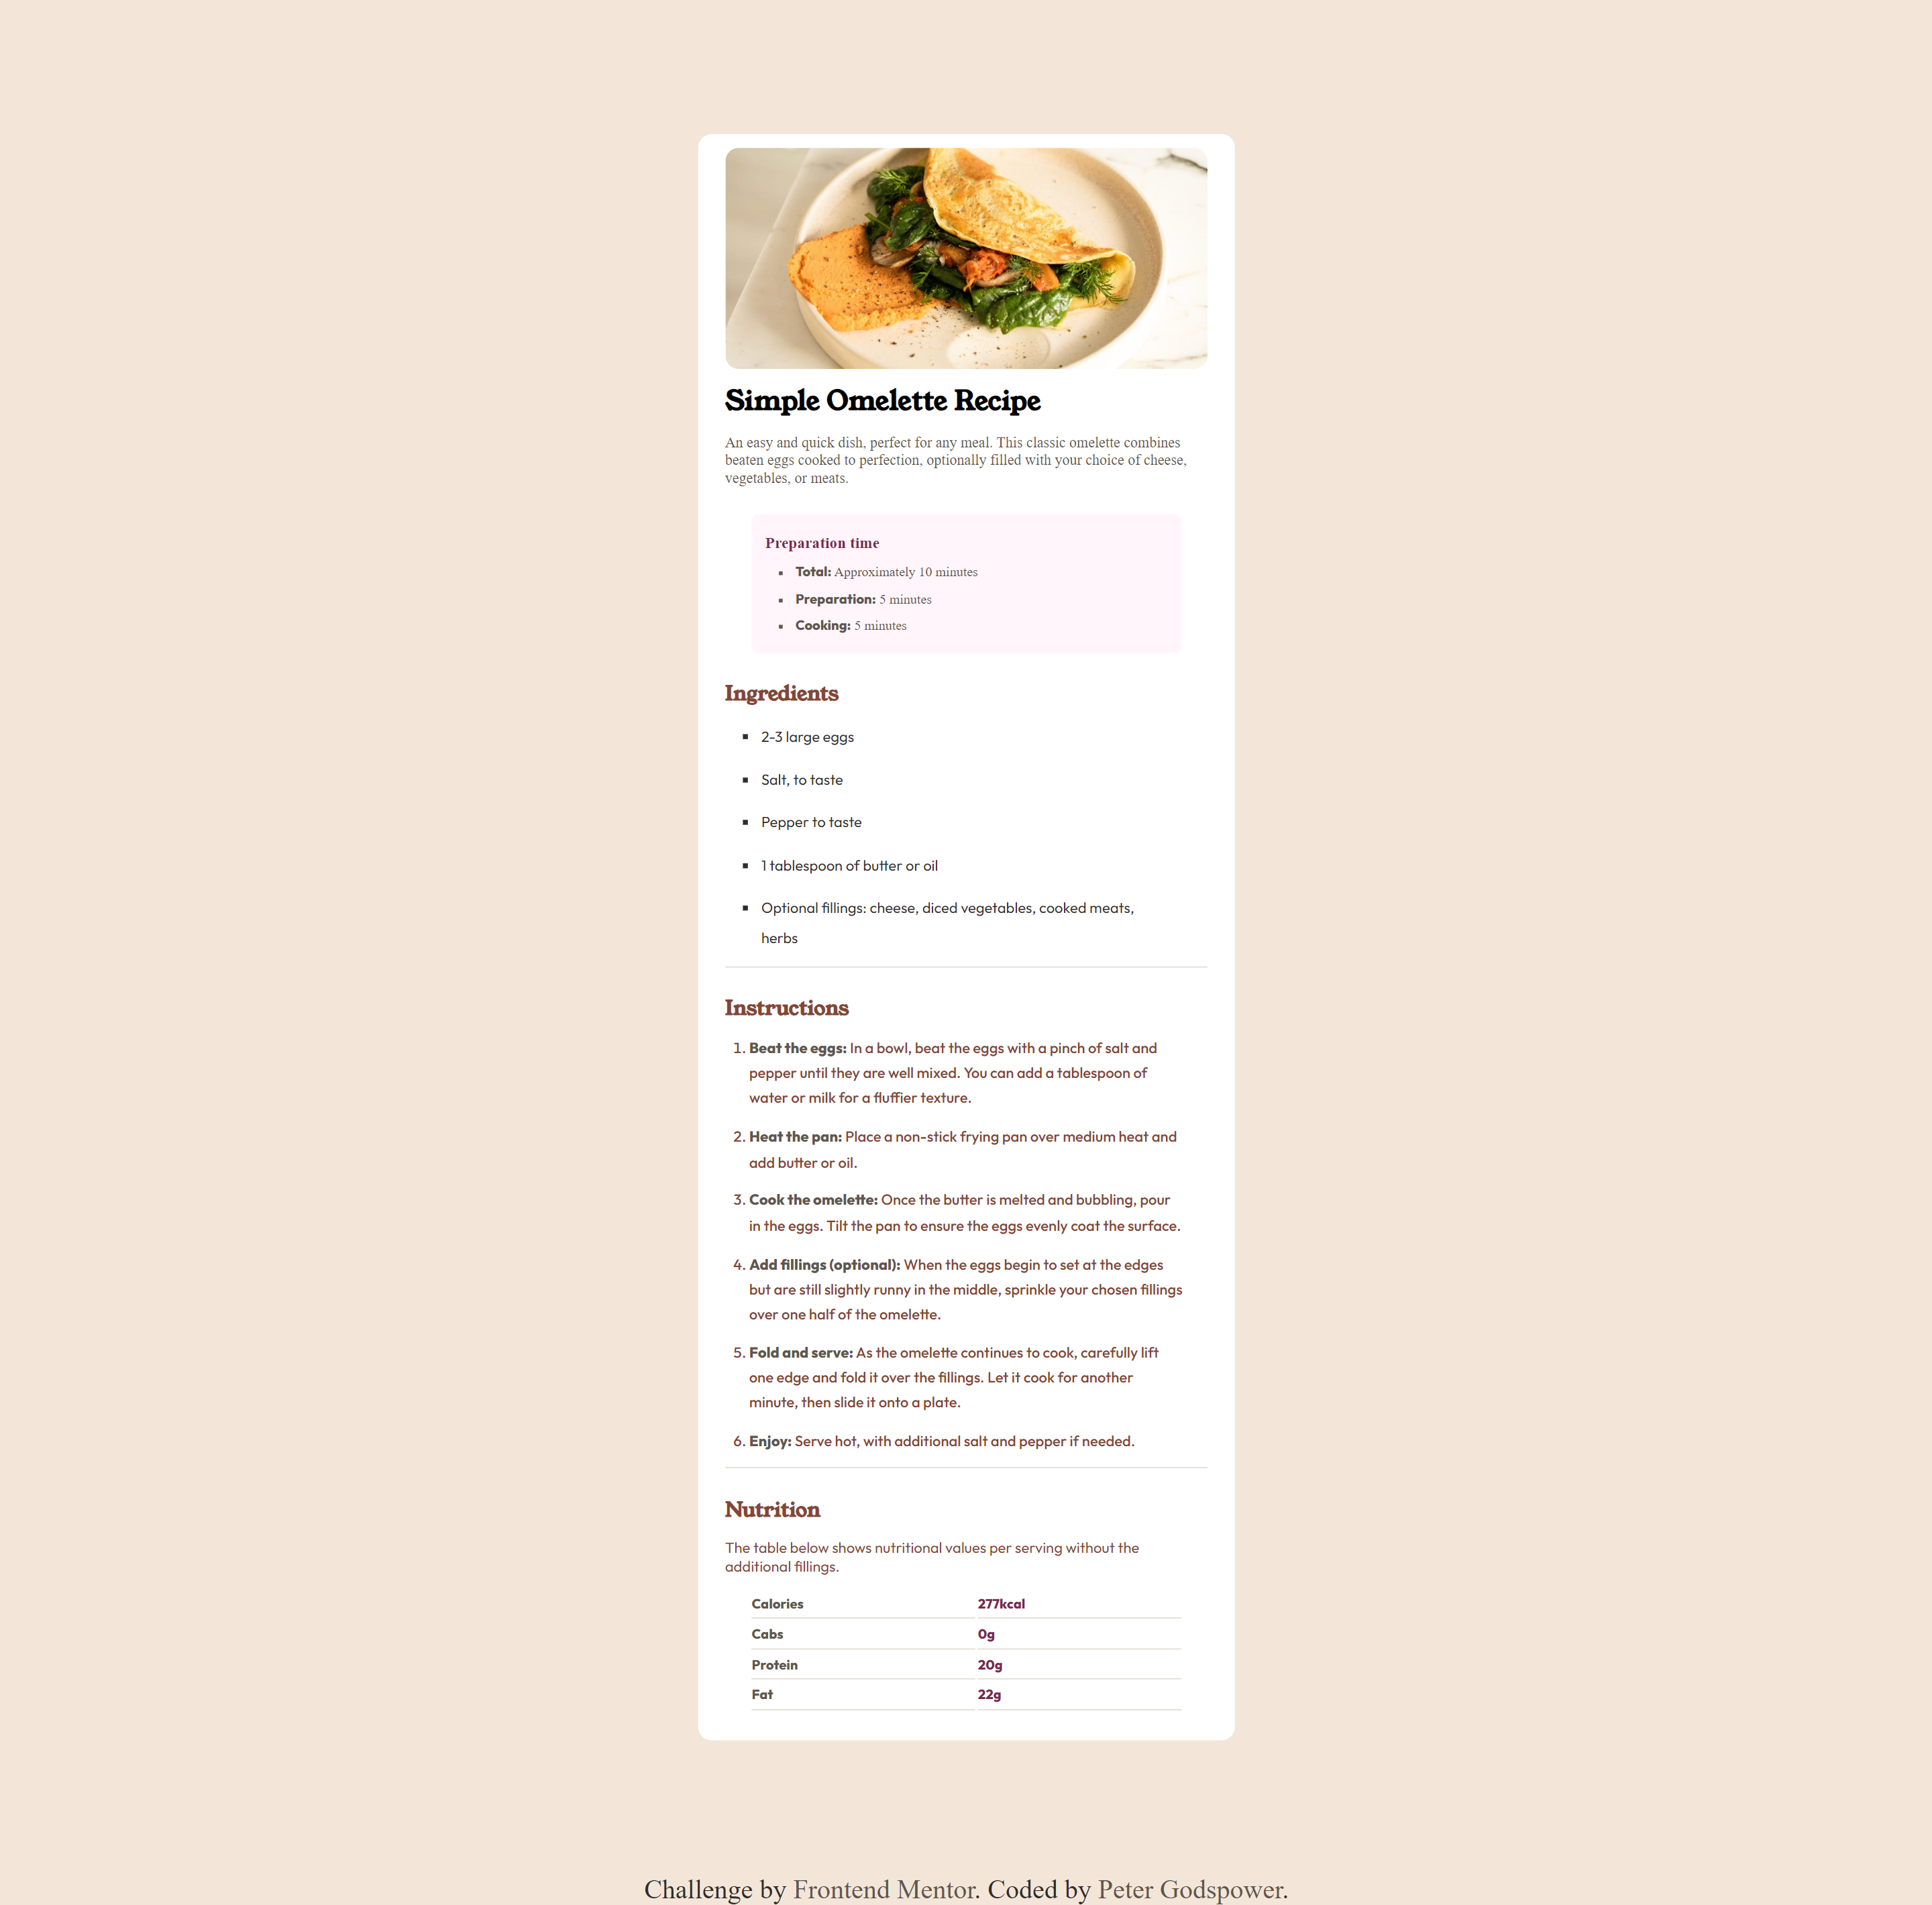 Simple Omelette Recipe
An easy and quick dish, perfect for any meal. This classic omelette combines
beaten eggs cooked to perfection, optionally filled with your choice of cheese,
vegetables, or meats.
Preparation time
Total: Approximately 10 minutes
Preparation: 5 minutes
Cooking: 5 minutes
Ingredients
2-3 large eggs
Salt, to taste
Pepper to taste
1 tablespoon of butter or oil
Optional fillings: cheese, diced vegetables, cooked meats,
herbs
Instructions
1. Beat the eggs: In a bowl, beat the eggs with a pinch of salt and
pepper until they are well mixed. You can add a tablespoon of
water or milk for a fluffier texture.
2. Heat the pan: Place a non-stick frying pan over medium heat and
add butter or oil.
3. Cook the omelette: Once the butter is melted and bubbling, pour
in the eggs. Tilt the pan to ensure the eggs evenly coat the surface.
4. Add fillings (optional): When the eggs begin to set at the edges
but are still slightly runny in the middle, sprinkle your chosen fillings
over one half of the omelette.
5. Fold and serve: As the omelette continues to cook, carefully lift
one edge and fold it over the fillings. Let it cook for another
minute, then slide it onto a plate.
6. Enjoy: Serve hot, with additional salt and pepper if needed.
Nutrition
The table below shows nutritional values per serving without the
additional fillings.
Calories 277kcal
Cabs 0g
Protein 20g
Fat 22g
Challenge by Frontend Mentor. Coded by Peter Godspower.